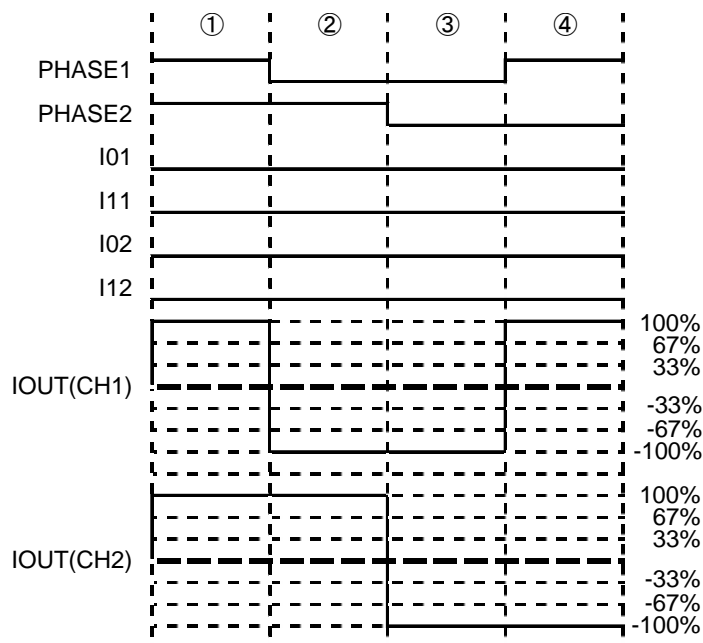 ① ② ③ ④
PHASE1
PHASE2
I01
I11
I02
I12
IOUT(CH1)
100%
67%
33%
-33%
-67%
-100%
IOUT(CH2)
100%
67%
33%
-33%
-67%
-100%